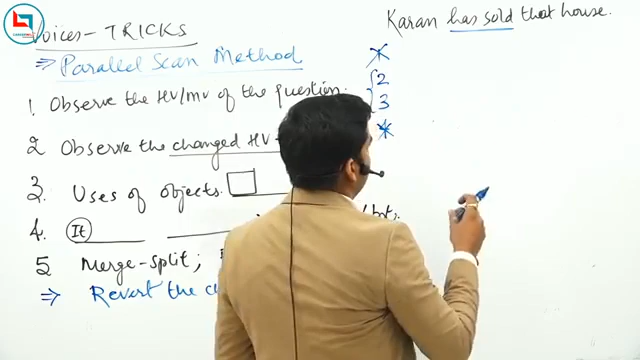 Voices - TRICKS
⇒ Parallel Scan Method
1. Observe the HV/MV of the question.
2 Observe the changed HV
3. Uses of objects.
4. It
5 Merge-split;
⇒ Revert the
Karan has sold that house.
2
3